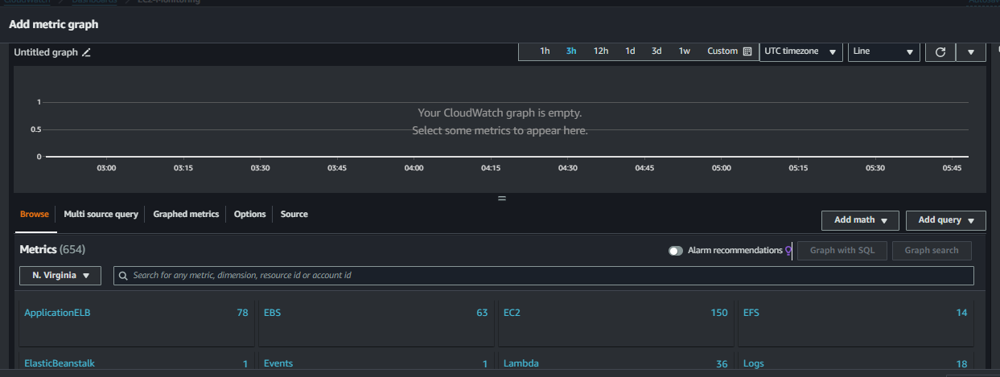 CloudWatch > Dashboards > EC2-Monitoring
Add metric graph
Untitled graph
1h 3h 12h 1d 3d 1w Custom UTC timezone Line
1
0.5
0
Your CloudWatch graph is empty.
Select some metrics to appear here.
03:00 03:15 03:30 03:45 04:00 04:15 04:30 04:45 05:00 05:15 05:30 05:45
Browse Multi source query Graphed metrics Options Source
Add math Add query
Metrics (654)
Alarm recommendations Graph with SQL Graph search
N. Virginia Search for any metric, dimension, resource id or account id
ApplicationELB 78 EBS 63 EC2 150 EFS 14
ElasticBeanstalk 1 Events 1 Lambda 36 Logs 18